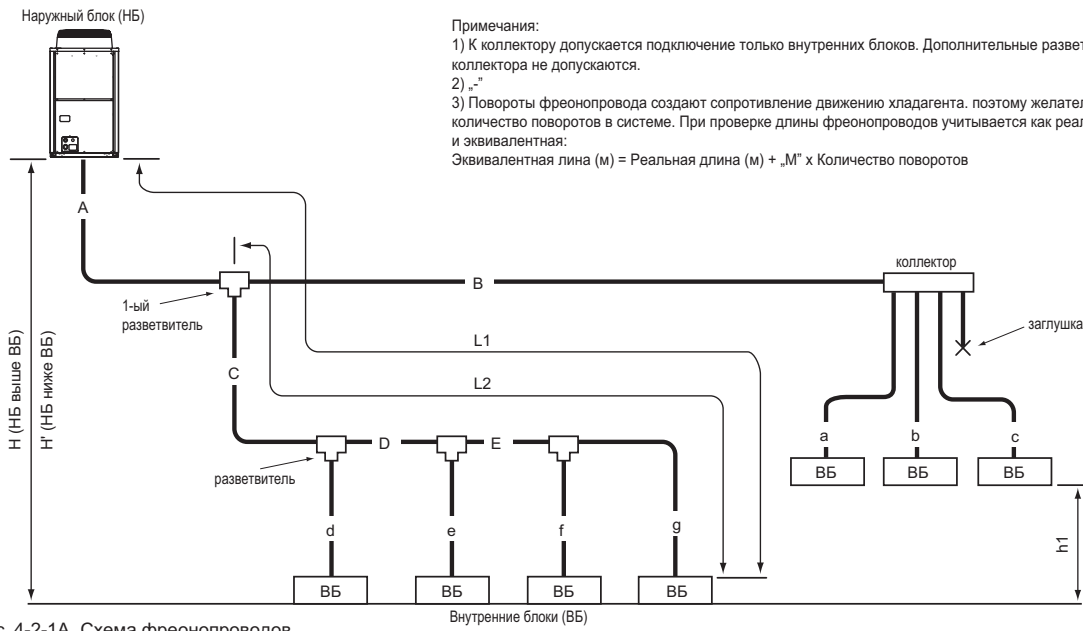 Наружный блок (НБ)
Примечания:
1) К коллектору допускается подключение только внутренних блоков. Дополнительные
коллектора не допускаются.
2) „-”
3) Повороты фреонопровода создают сопротивление движению хладагента. поэтому
количество поворотов в системе. При проверке длины фреонопроводов учитывается как
и эквивалентная:
Эквивалентная лина (м) = Реальная длина (м) + „М” x Количество поворотов
A
коллектор
B
1-ый
разветвитель
заглушка
H (НБ выше ВБ)
H' (НБ ниже ВБ)
L1
C
L2
a
b
c
D
E
ВБ
ВБ
ВБ
разветвитель
d
e
f
g
h1
ВБ
ВБ
ВБ
ВБ
Внутренние блоки (ВБ)
4-2-1А. Схема фреонопроводов